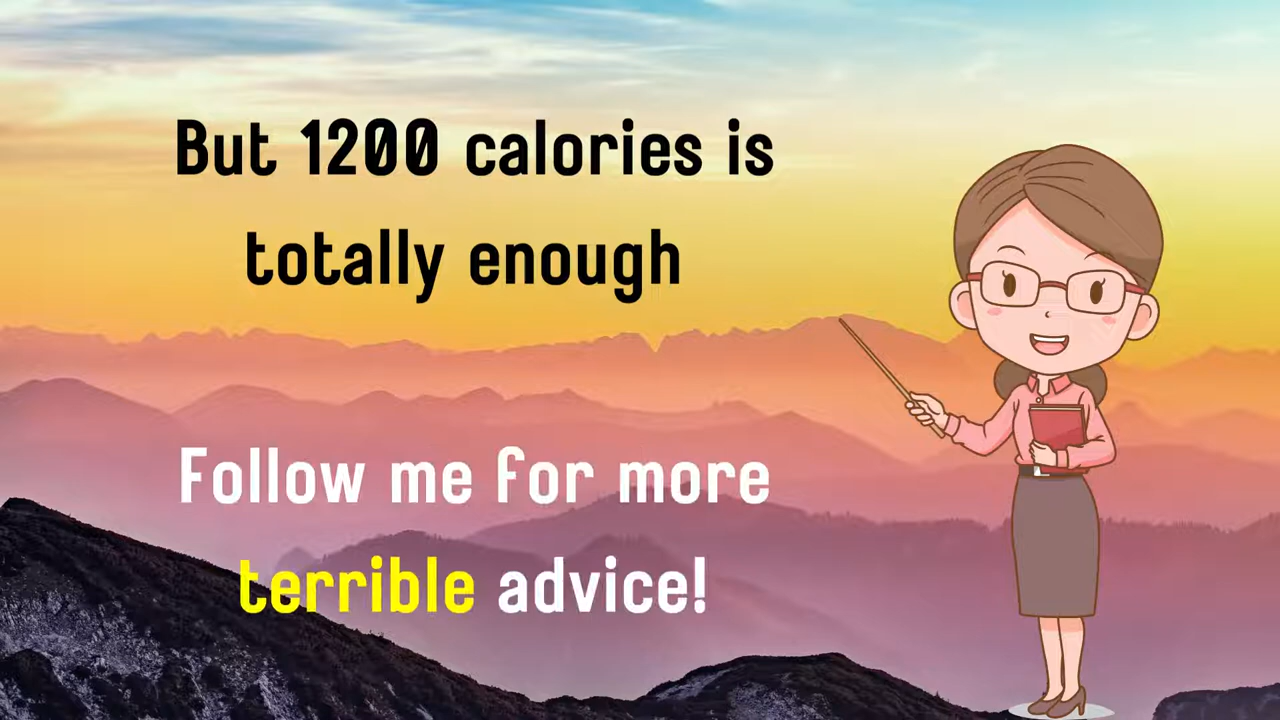 But 1200 calories is
totally enough
Follow me for more
terrible advice!